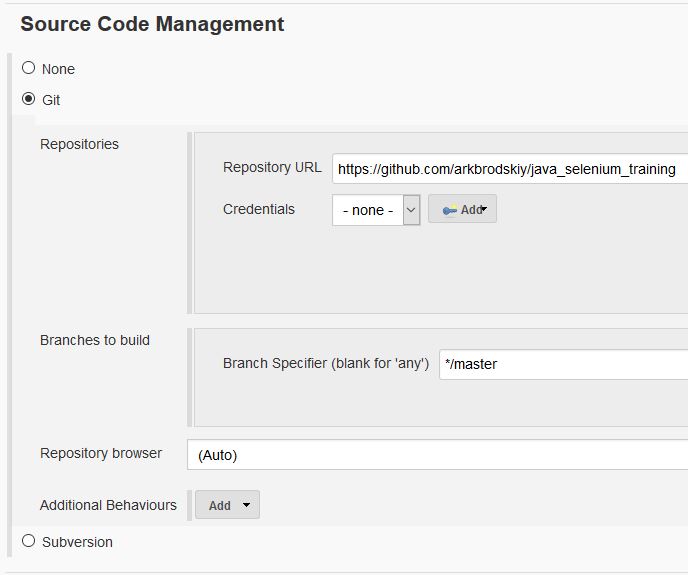 Source Code Management
None
Git
Repositories
Repository URL https://github.com/arkbrodskiy/java_selenium_training
Credentials - none - Add
Branches to build
Branch Specifier (blank for 'any') */master
Repository browser (Auto)
Additional Behaviours Add
Subversion